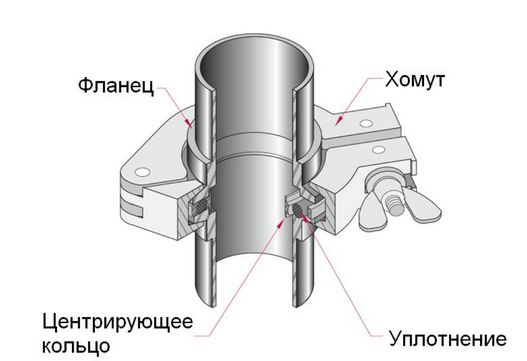 Фланец
Хомут
Центрирующее
кольцо
Уплотнение